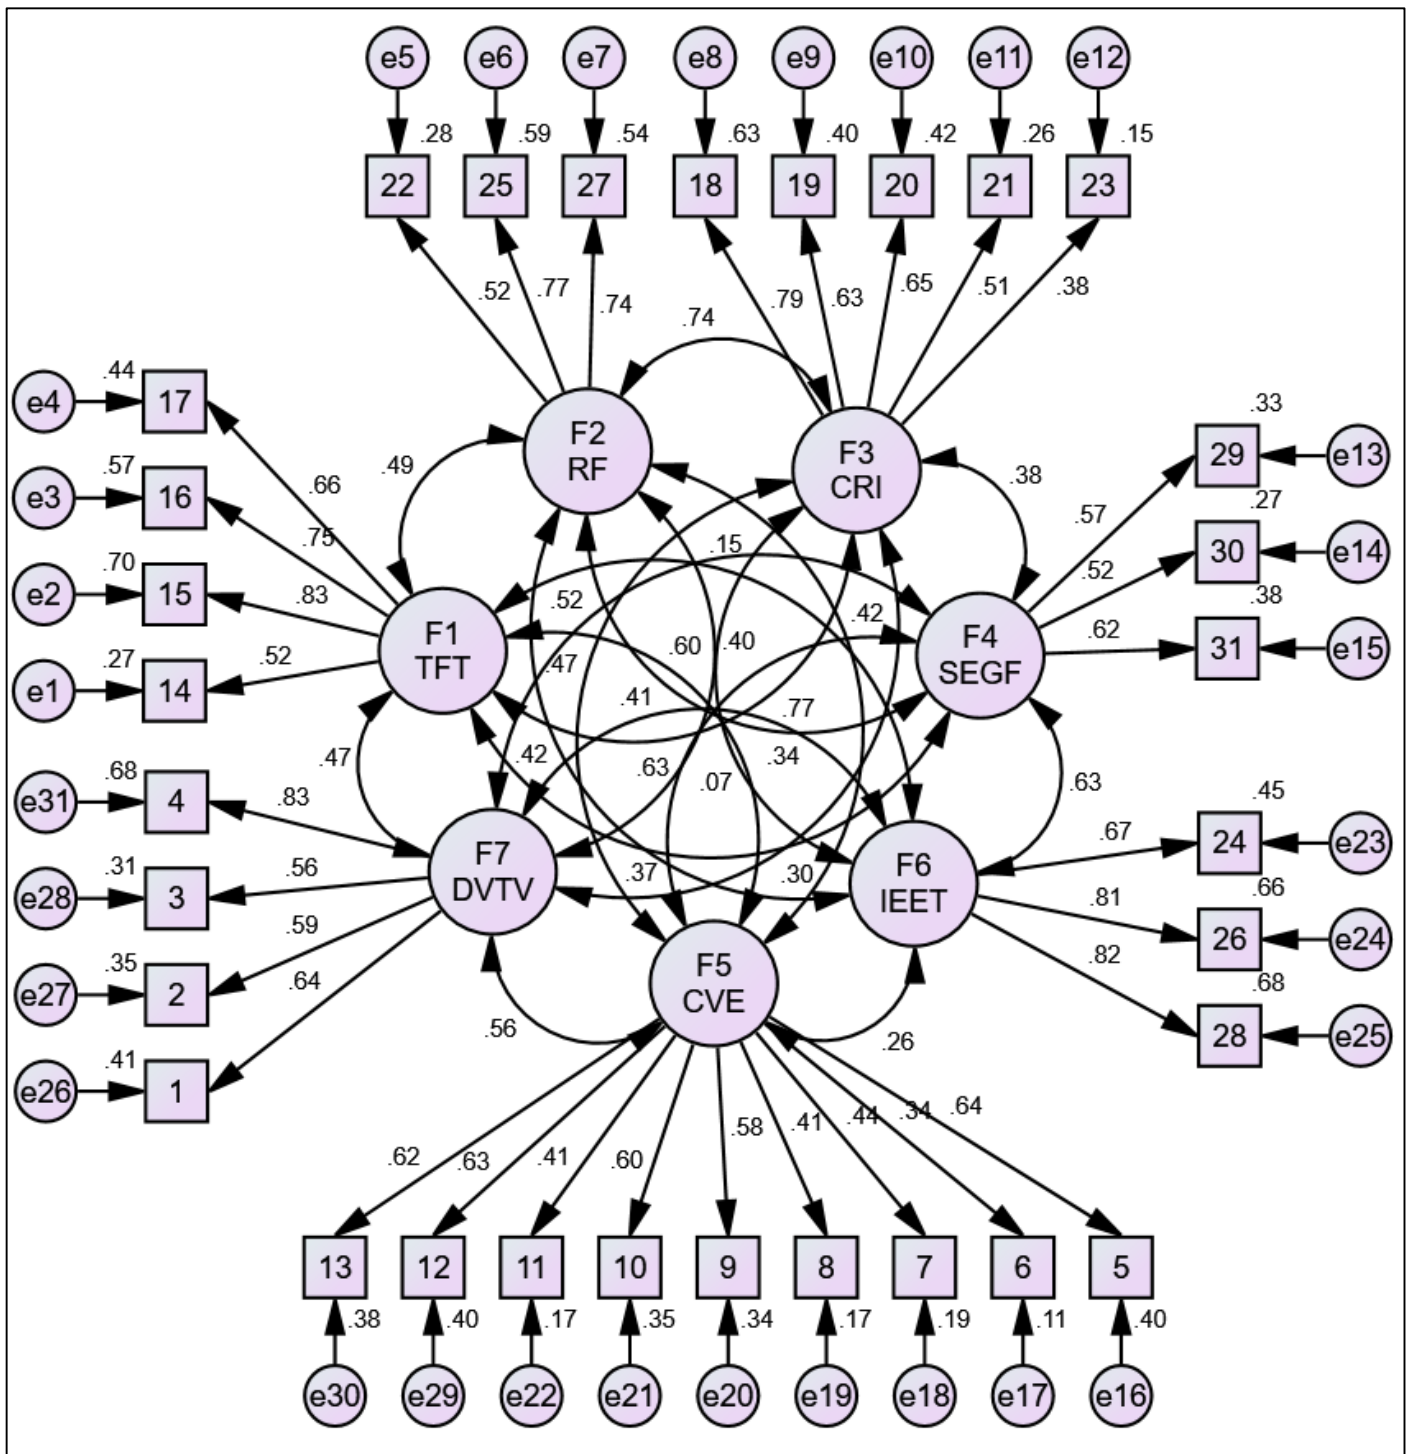 e5 e6 e7 e8 e9 e10 e11 e12
.28 .59 .54 .63 .40 .42 .26 .15
22 25 27 18 19 20 21 23
.52 .77 .74 .79 .63 .65 .51 .38
.74
.44
e4 17
.57
e3 16
.70
e2 15
.27
e1 14
.66
.75
.83
.52
.49
F2
RF
F3
CRI
.38
.33
29 e13
.27
30 e14
.38
31 e15
.57
.52
.62
F1
TFT
F4
SEGF
.15
.52
.42
.60
.40
.47
.41
.77
.42
.63
.07
.34
.37
.30
.47
.63
.68
e31 4
.31
e28 3
.35
e27 2
.41
e26 1
.83
.56
.59
.64
F7
DVTV
F6
IEET
.45
24 e23
.66
26 e24
.68
28 e25
.67
.81
.82
F5
CVE
.56
.26
.62 .63 .41 .60 .58 .41 .44 .34 .64
13 12 11 10 9 8 7 6 5
.38 .40 .17 .35 .34 .17 .19 .11 .40
e30 e29 e22 e21 e20 e19 e18 e17 e16